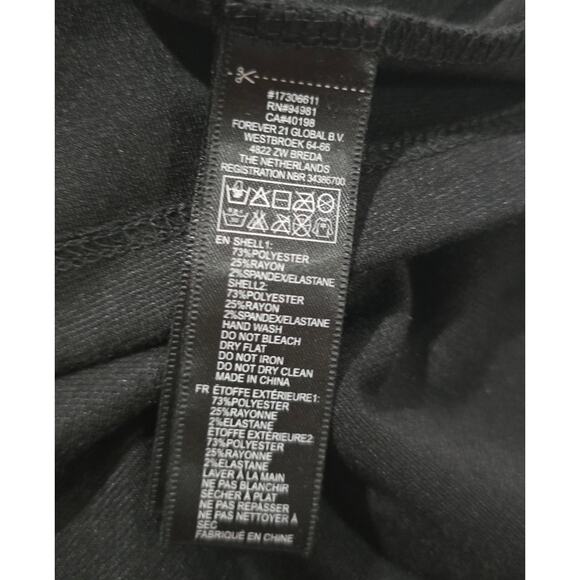 #17306611
RN#94981
CA#40198
FOREVER 21 GLOBAL B.V.
WESTBROEK 64-66
4822 ZW BREDA
THE NETHERLANDS
REGISTRATION NBR 34386700
EN SHELL1:
73%POLYESTER
25%RAYON
2%SPANDEX/ELASTANE
SHELL2:
73%POLYESTER
25%RAYON
2%SPANDEX/ELASTANE
HAND WASH
DO NOT BLEACH
DRY FLAT
DO NOT IRON
DO NOT DRY CLEAN
MADE IN CHINA
FR ÉTOFFE EXTÉRIEURE1:
73%POLYESTER
25%RAYONNE
2%ELASTANE
ÉTOFFE EXTÉRIEURE2:
73%POLYESTER
25%RAYONNE
2%ELASTANE
LAVER À LA MAIN
NE PAS BLANCHIR
SÉCHER À PLAT
NE PAS REPASSER
NE PAS NETTOYER À
SEC
FABRIQUÉ EN CHINE